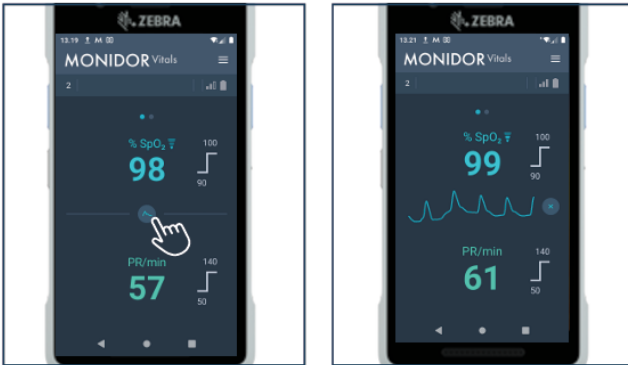 ZEBRA
13.19
MONIDOR Vitals
2
% SpO₂
100
98
90
PR/min
140
57
50
ZEBRA
13.21
MONIDOR Vitals
2
% SpO₂
100
99
90
PR/min
140
61
50